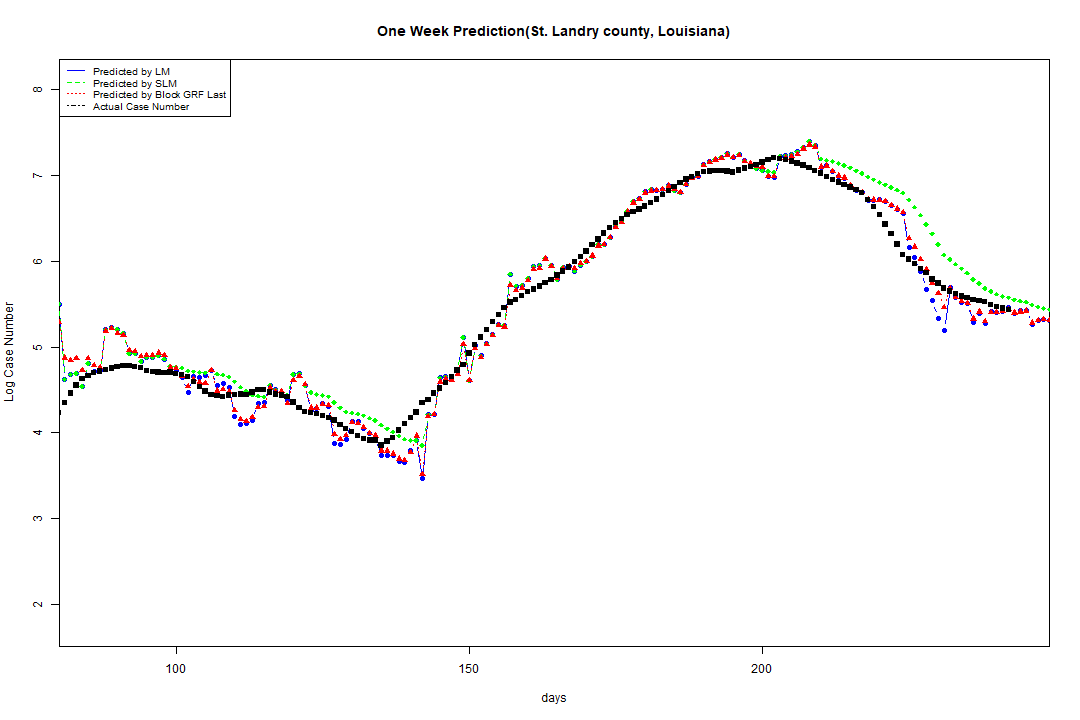 One Week Prediction(St. Landry county, Louisiana)
Predicted by LM
Predicted by SLM
Predicted by Block GRF Last
Actual Case Number
8
7
6
5
4
3
2
Log Case Number
100 150 200
days